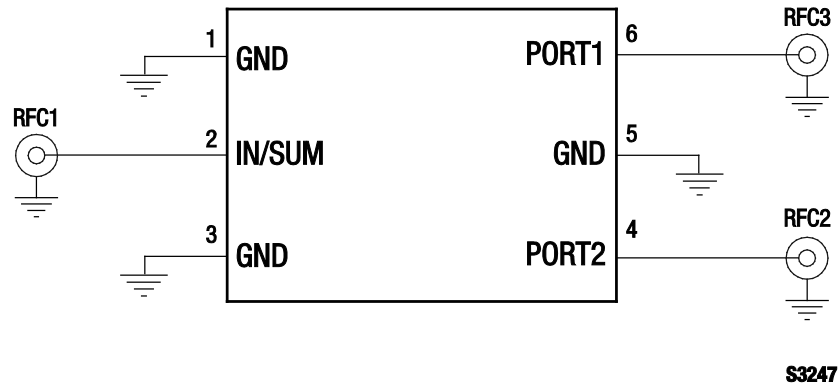 RFC3
1
GND
PORT1
6
RFC1
2
IN/SUM
GND
5
RFC2
3
GND
PORT2
4
S3247